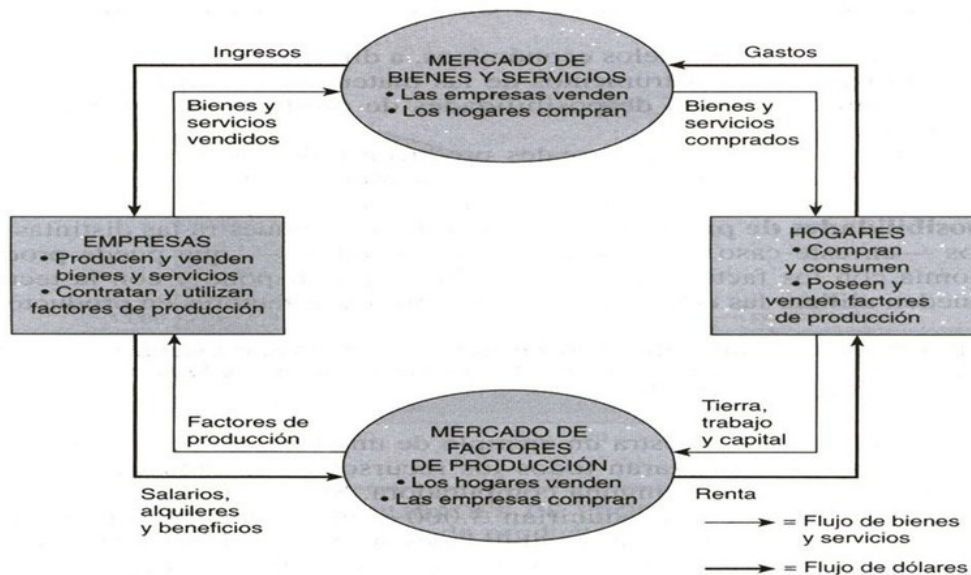 Ingresos
MERCADO DE
BIENES Y SERVICIOS
• Las empresas venden
• Los hogares compran
Gastos
Bienes y
servicios
vendidos
Bienes y
servicios
comprados
EMPRESAS
• Producen y venden
bienes y servicios
• Contratan y utilizan
factores de producción
HOGARES
• Compran
y consumen
• Poseen y
venden factores
de producción
Factores de
producción
MERCADO DE
FACTORES
DE PRODUCCIÓN
• Los hogares venden
• Las empresas compran
Tierra,
trabajo
y capital
Salarios,
alquileres
y beneficios
Renta
= Flujo de bienes
y servicios
= Flujo de dólares